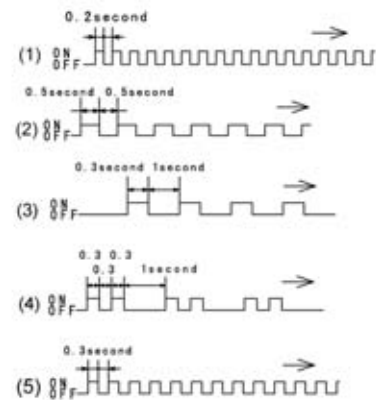 0.2second
(1) ON
OFF
0.5second 0.5second
(2) ON
OFF
0.3second 1second
(3) ON
OFF
0.3 0.3
0.3 1second
(4) ON
OFF
0.3second
(5) ON
OFF